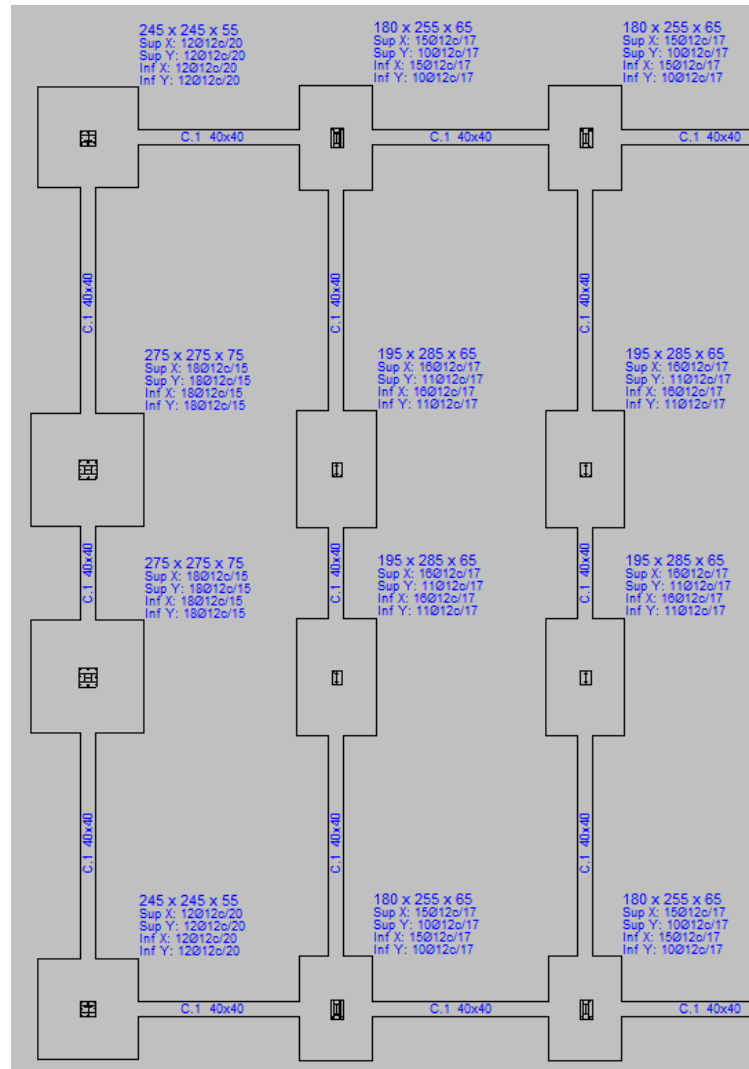 245 x 245 x 55
Sup X: 12Ø12c/20
Sup Y: 12Ø12c/20
Inf X: 12Ø12c/20
Inf Y: 12Ø12c/20
180 x 255 x 65
Sup X: 15Ø12c/17
Sup Y: 10Ø12c/17
Inf X: 15Ø12c/17
Inf Y: 10Ø12c/17
180 x 255 x 65
Sup X: 15Ø12c/17
Sup Y: 10Ø12c/17
Inf X: 15Ø12c/17
Inf Y: 10Ø12c/17
C.1 40x40
C.1 40x40
C.1 40x40
C.1 40x40
C.1 40x40
C.1 40x40
275 x 275 x 75
Sup X: 18Ø12c/15
Sup Y: 18Ø12c/15
Inf X: 18Ø12c/15
Inf Y: 18Ø12c/15
195 x 285 x 65
Sup X: 16Ø12c/17
Sup Y: 11Ø12c/17
Inf X: 16Ø12c/17
Inf Y: 11Ø12c/17
195 x 285 x 65
Sup X: 16Ø12c/17
Sup Y: 11Ø12c/17
Inf X: 16Ø12c/17
Inf Y: 11Ø12c/17
C.1 40x40
C.1 40x40
C.1 40x40
275 x 275 x 75
Sup X: 18Ø12c/15
Sup Y: 18Ø12c/15
Inf X: 18Ø12c/15
Inf Y: 18Ø12c/15
195 x 285 x 65
Sup X: 16Ø12c/17
Sup Y: 11Ø12c/17
Inf X: 16Ø12c/17
Inf Y: 11Ø12c/17
195 x 285 x 65
Sup X: 16Ø12c/17
Sup Y: 11Ø12c/17
Inf X: 16Ø12c/17
Inf Y: 11Ø12c/17
C.1 40x40
C.1 40x40
C.1 40x40
245 x 245 x 55
Sup X: 12Ø12c/20
Sup Y: 12Ø12c/20
Inf X: 12Ø12c/20
Inf Y: 12Ø12c/20
180 x 255 x 65
Sup X: 15Ø12c/17
Sup Y: 10Ø12c/17
Inf X: 15Ø12c/17
Inf Y: 10Ø12c/17
180 x 255 x 65
Sup X: 15Ø12c/17
Sup Y: 10Ø12c/17
Inf X: 15Ø12c/17
Inf Y: 10Ø12c/17
C.1 40x40
C.1 40x40
C.1 40x40